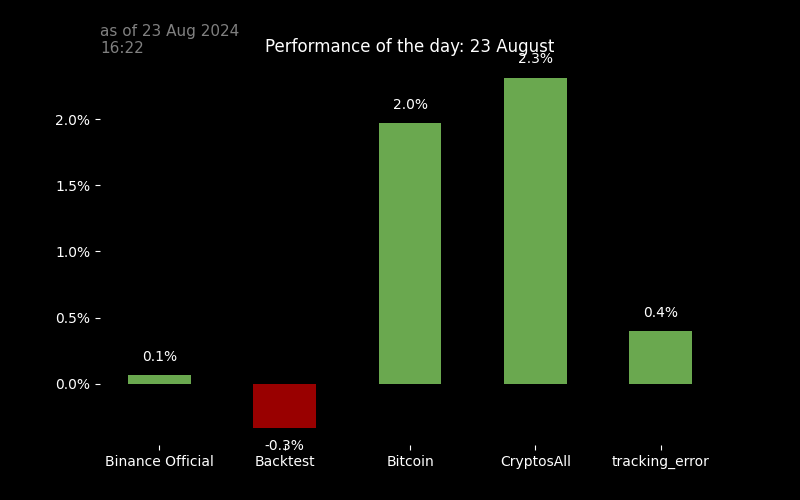 as of 23 Aug 2024
16:22
Performance of the day: 23 August
2.3%
2.0%
2.0%
1.5%
1.0%
0.5%
0.4%
0.1%
0.0%
-0.3%
Binance Official
Backtest
Bitcoin
CryptosAll
tracking_error